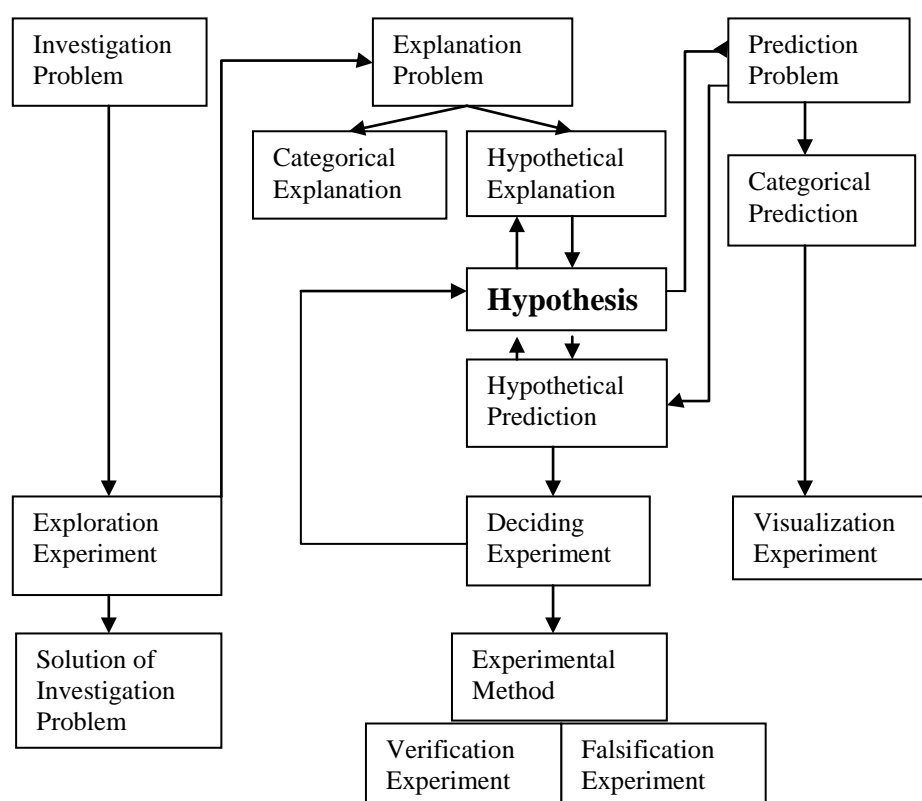 Investigation
Problem
Explanation
Problem
Prediction
Problem
Categorical
Explanation
Hypothetical
Explanation
Categorical
Prediction
Hypothesis
Hypothetical
Prediction
Exploration
Experiment
Deciding
Experiment
Visualization
Experiment
Solution of
Investigation
Problem
Experimental
Method
Verification
Experiment
Falsification
Experiment